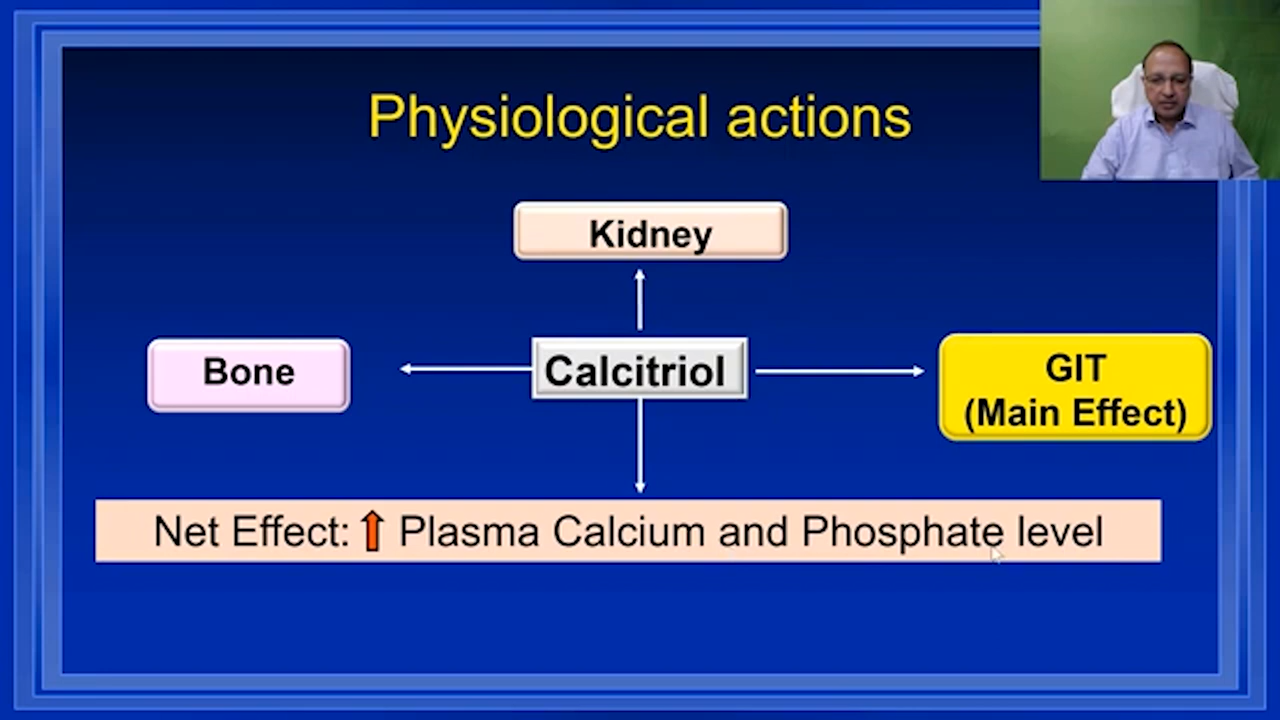 Physiological actions
Kidney
Bone
Calcitriol
GIT
(Main Effect)
Net Effect: ⬆ Plasma Calcium and Phosphate level